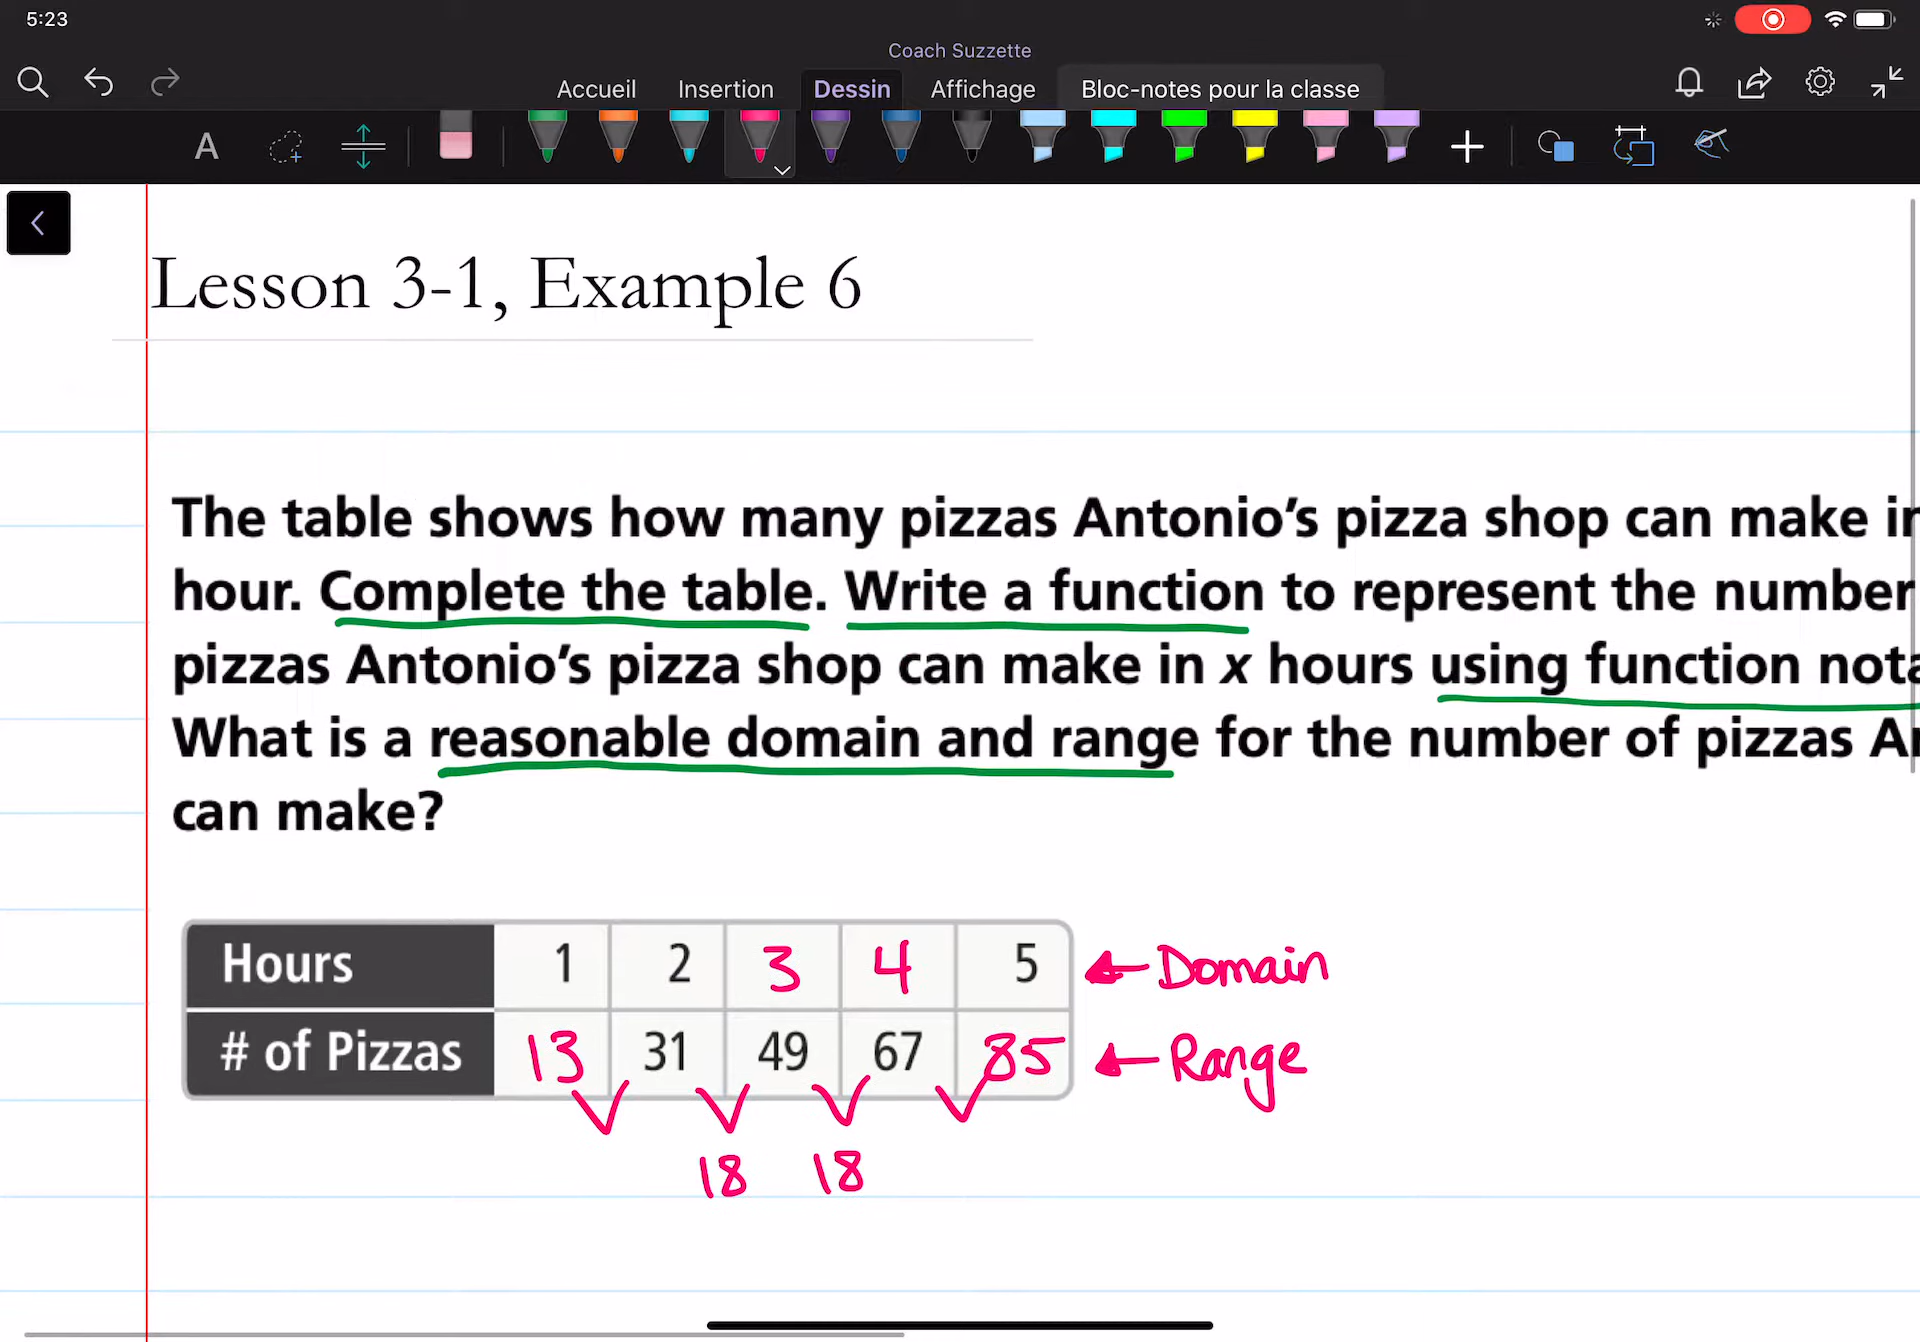 5:23
Coach Suzzette
Accueil Insertion Dessin Affichage Bloc-notes pour la classe
A
Lesson 3-1, Example 6
The table shows how many pizzas Antonio's pizza shop can make in
hour. Complete the table. Write a function to represent the number
pizzas Antonio's pizza shop can make in x hours using function nota
What is a reasonable domain and range for the number of pizzas A
can make?
Hours 1 2 3 4 5 Domain
# of Pizzas 13 31 49 67 85 Range
18 18